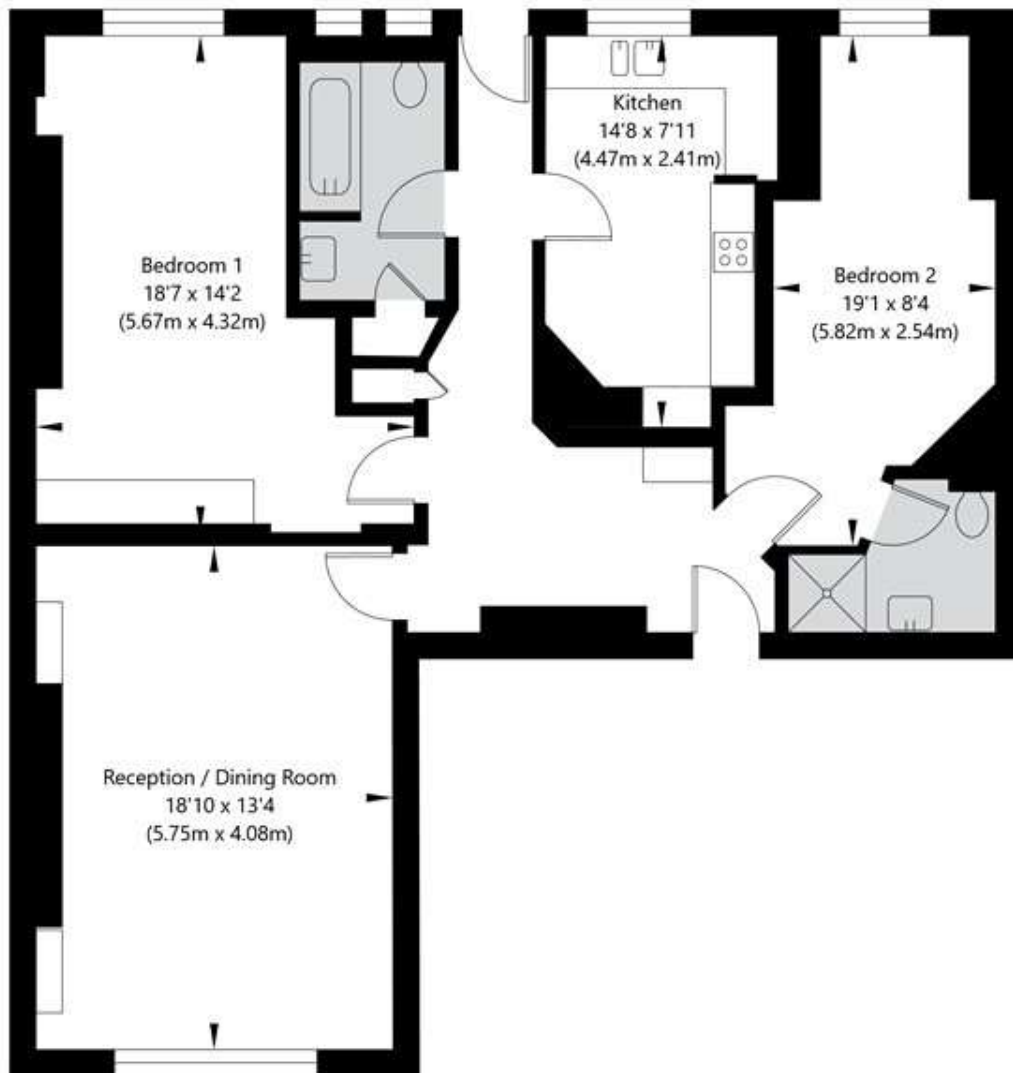 Kitchen
14'8 x 7'11
(4.47m x 2.41m)
Bedroom 1
18'7 x 14'2
(5.67m x 4.32m)
Bedroom 2
19'1 x 8'4
(5.82m x 2.54m)
Reception / Dining Room
18'10 x 13'4
(5.75m x 4.08m)